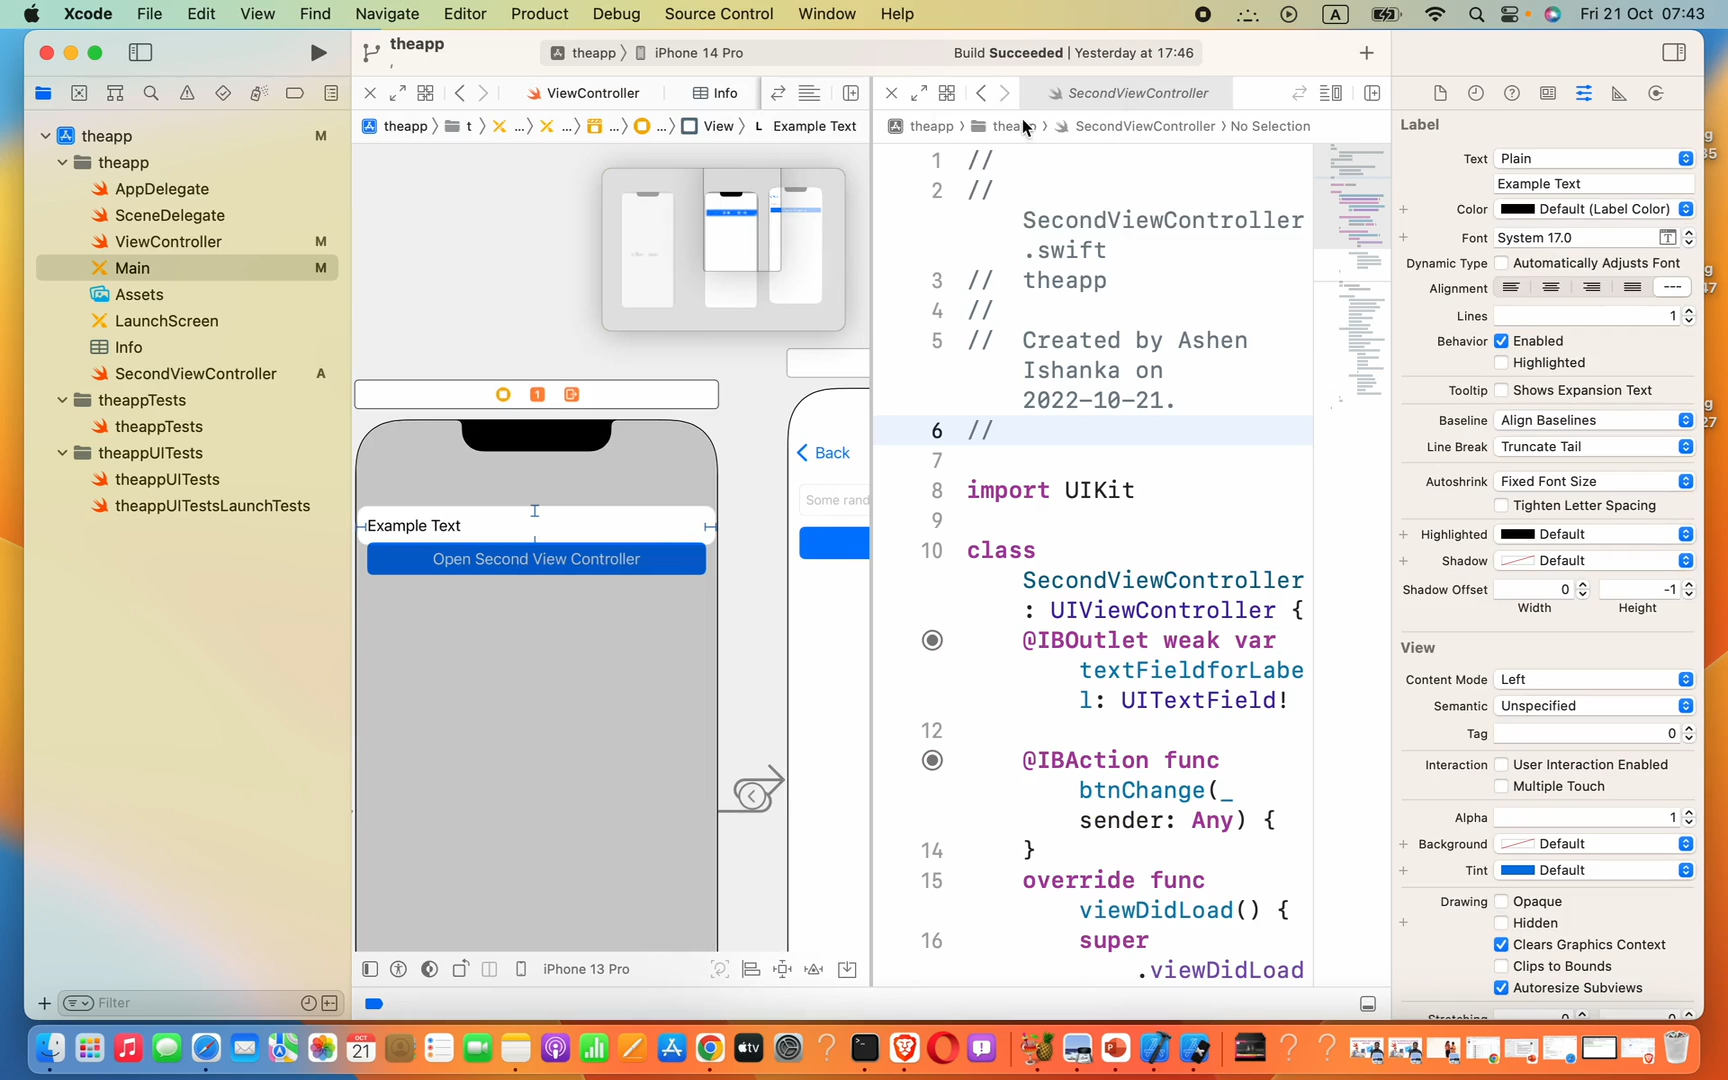 Xcode File Edit View Find Navigate Editor Product Debug Source Control Window Help A Fri 21 Oct 07:43
theapp
theapp iPhone 14 Pro Build Succeeded | Yesterday at 17:46
ViewController Info SecondViewController
theapp t ... ... ... ... View L Example Text
theapp SecondViewController No Selection
theapp M
theapp
AppDelegate
SceneDelegate
ViewController M
Main M
Assets
LaunchScreen
Info
SecondViewController A
theappTests
theappTests
theappUITests
theappUITests
theappUITestsLaunchTests
Filter
Example Text
Open Second View Controller
Back
Some rand
iPhone 13 Pro
1 //
2 //
SecondViewController
.swift
3 // theapp
4 //
5 // Created by Ashen
Ishanka on
2022-10-21.
6 //
7
8 import UIKit
9
10 class
SecondViewController
: UIViewController {
@IBOutlet weak var
textFieldforLabe
l: UITextField!
12
@IBAction func
btnChange(_
sender: Any) {
14 }
15 override func
viewDidLoad() {
16 super
.viewDidLoad
Label
Text Plain
Example Text
Color Default (Label Color)
Font System 17.0
Dynamic Type Automatically Adjusts Font
Alignment ---
Lines 1
Behavior Enabled
Highlighted
Tooltip Shows Expansion Text
Baseline Align Baselines
Line Break Truncate Tail
Autoshrink Fixed Font Size
Tighten Letter Spacing
Highlighted Default
Shadow Default
Shadow Offset 0 -1
Width Height
View
Content Mode Left
Semantic Unspecified
Tag 0
Interaction User Interaction Enabled
Multiple Touch
Alpha 1
Background Default
Tint Default
Drawing Opaque
Hidden
Clears Graphics Context
Clips to Bounds
Autoresize Subviews
OCT
21
tv